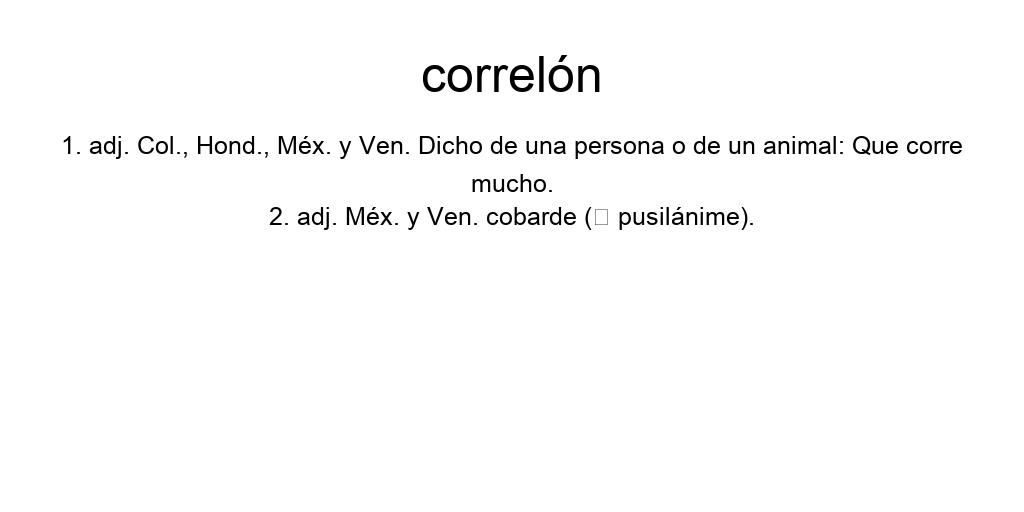 correlón
1. adj. Col., Hond., Méx. y Ven. Dicho de una persona o de un animal: Que corre
mucho.
2. adj. Méx. y Ven. cobarde (□ pusilánime).